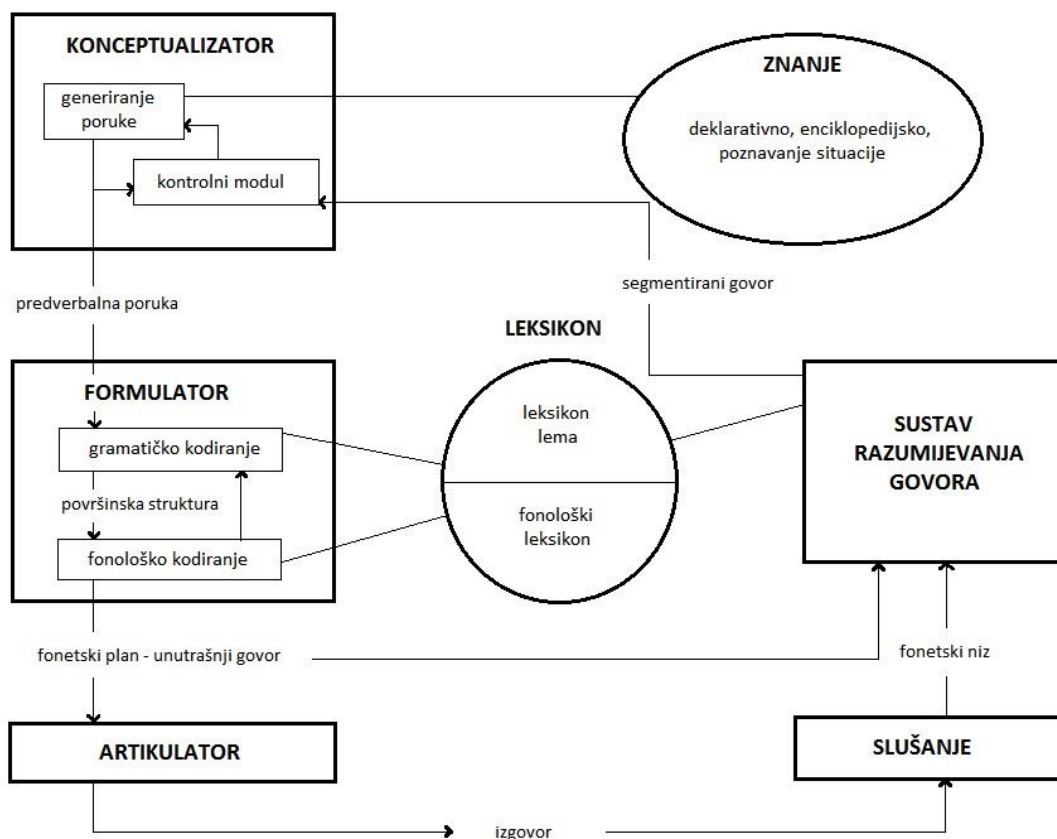 KONCEPTUALIZATOR
generiranje
poruke
kontrolni modul
ZNANJE
deklarativno, enciklopedijsko,
poznavanje situacije
segmentirani govor
predverbalna poruka
LEKSIKON
leksikon
lema
fonološki
leksikon
FORMULATOR
gramatičko kodiranje
površinska struktura
fonološko kodiranje
SUSTAV
RAZUMIJEVANJA
GOVORA
fonetski plan - unutrašnji govor
fonetski niz
ARTIKULATOR
SLUŠANJE
izgovor